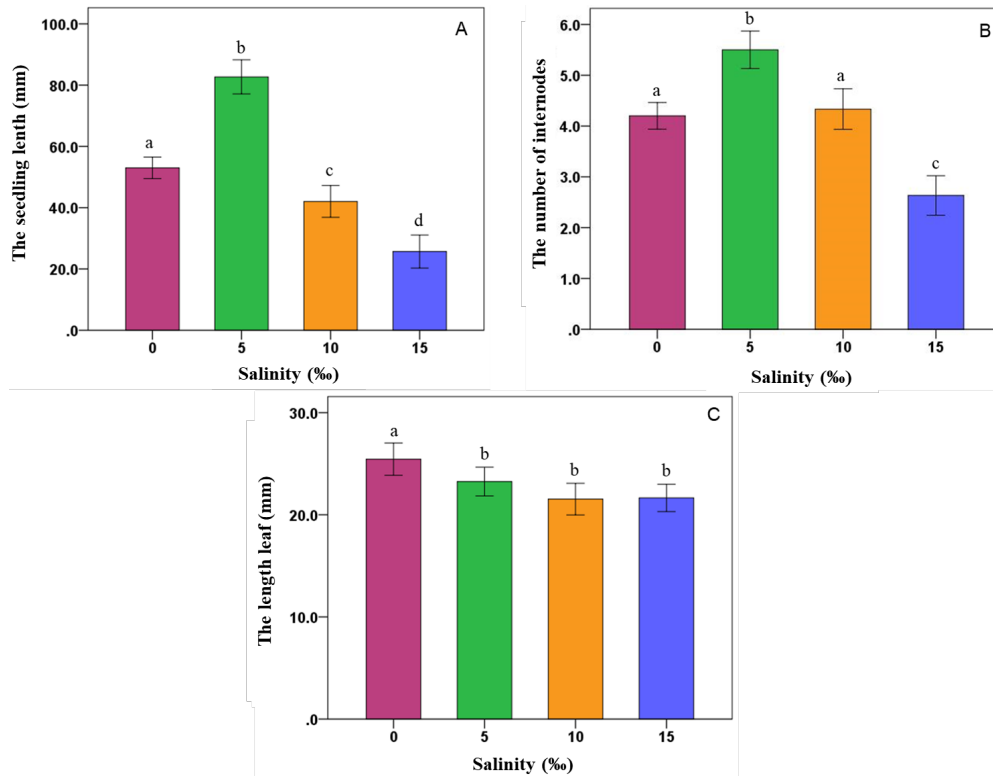 A
The seedling lenth (mm)
100.0
80.0
60.0
40.0
20.0
.0
a
b
c
d
0
5
10
15
Salinity (‰)
B
The number of internodes
6.0
5.0
4.0
3.0
2.0
1.0
.0
a
b
a
c
0
5
10
15
Salinity (‰)
C
The length leaf (mm)
30.0
20.0
10.0
.0
a
b
b
b
0
5
10
15
Salinity (‰)